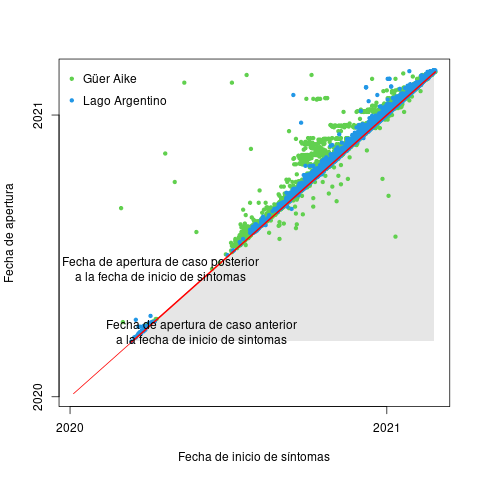 Güer Aike
Lago Argentino
2021
Fecha de apertura
Fecha de apertura de caso posterior
a la fecha de inicio de síntomas
Fecha de apertura de caso anterior
a la fecha de inicio de síntomas
2020
2020
2021
Fecha de inicio de síntomas